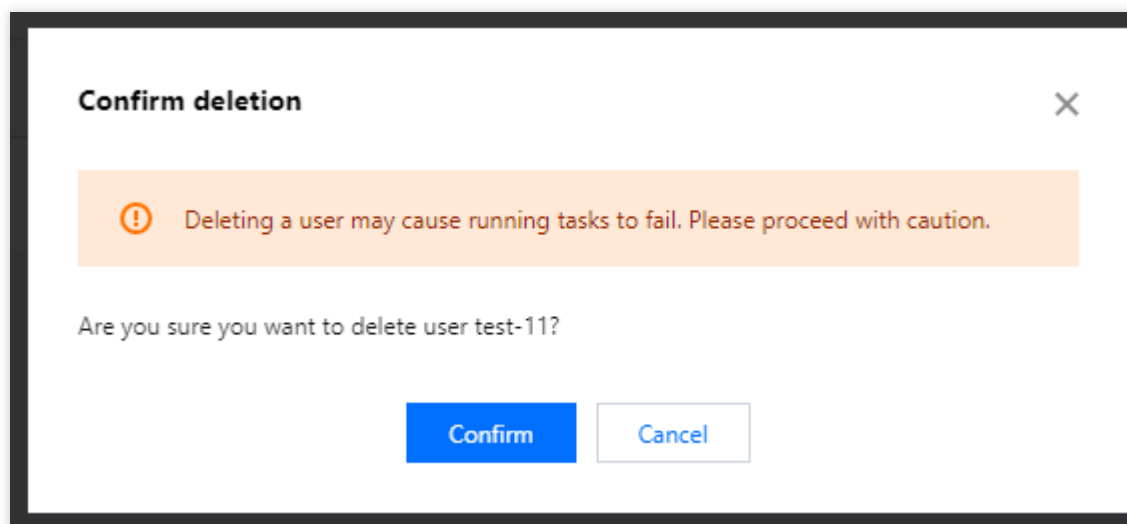 Confirm deletion
Deleting a user may cause running tasks to fail. Please proceed with caution.
Are you sure you want to delete user test-11?
Confirm
Cancel